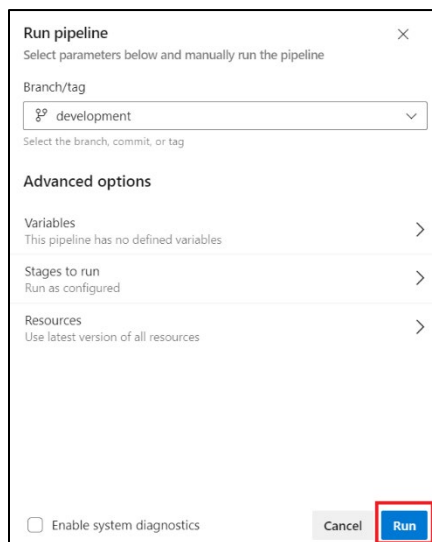 Run pipeline
Select parameters below and manually run the pipeline
Branch/tag
development
Select the branch, commit, or tag
Advanced options
Variables
This pipeline has no defined variables
Stages to run
Run as configured
Resources
Use latest version of all resources
Enable system diagnostics
Cancel
Run